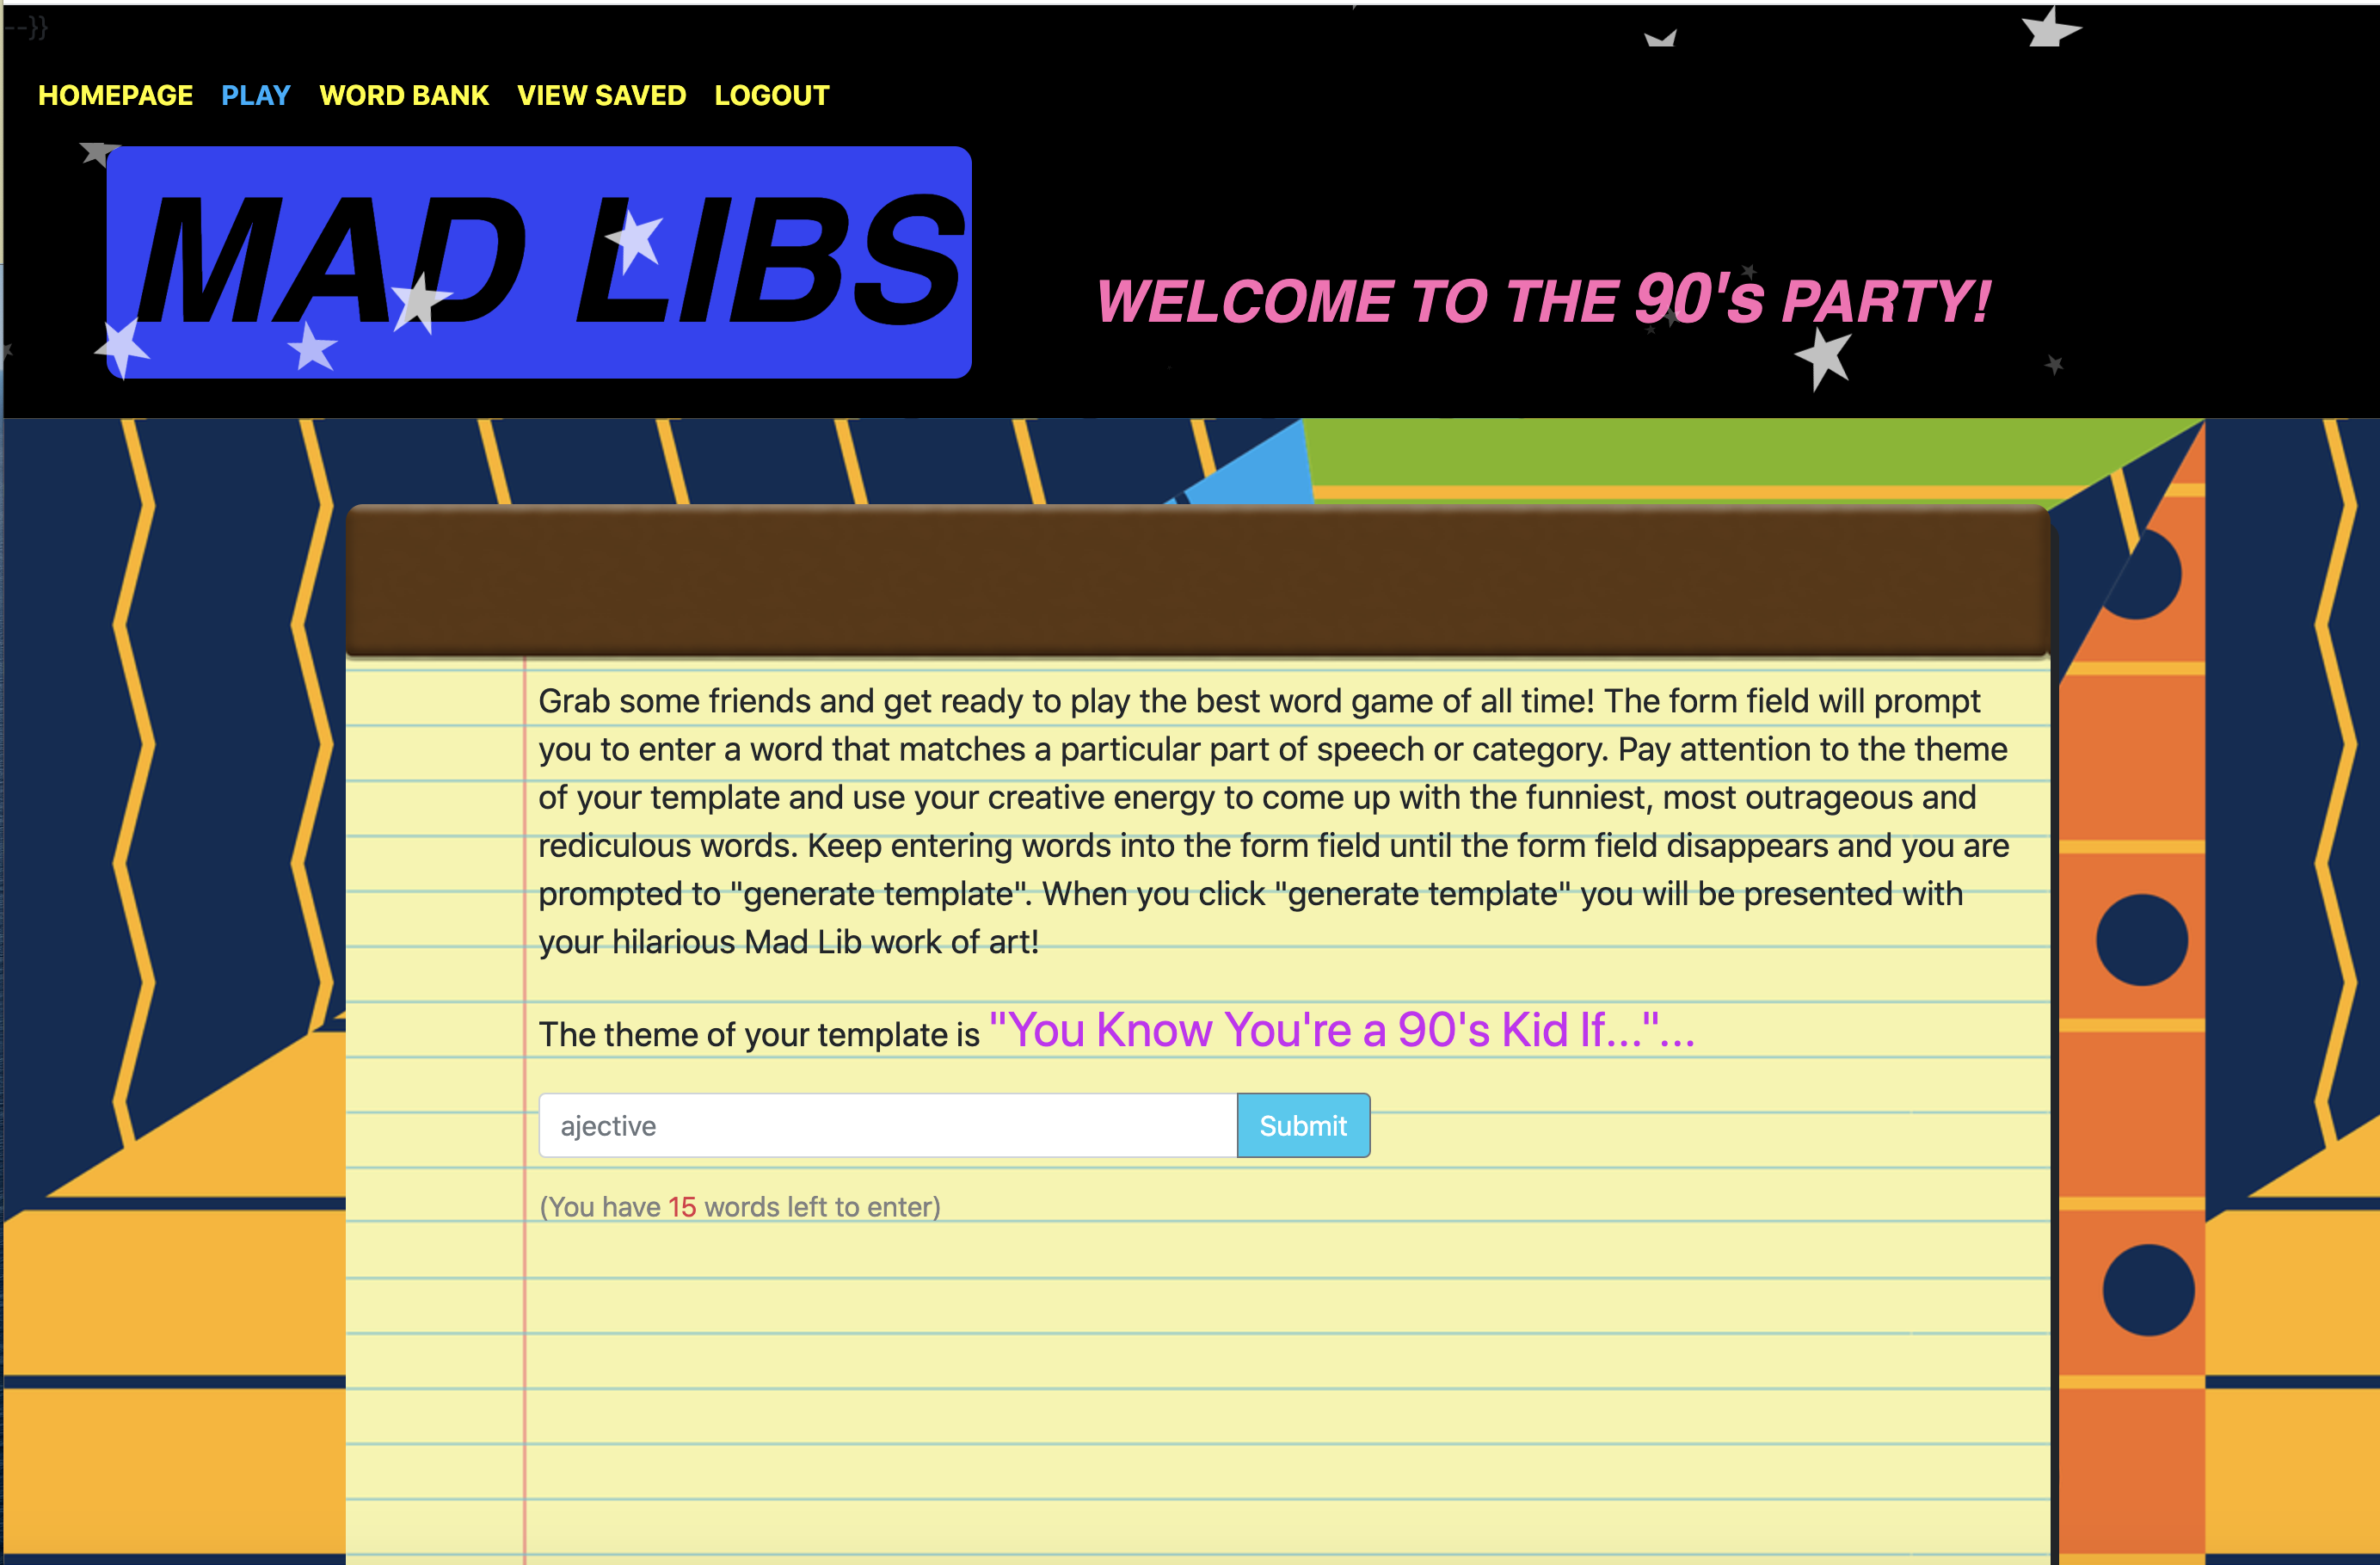 --}}
HOMEPAGE PLAY WORD BANK VIEW SAVED LOGOUT
MAD LIBS
WELCOME TO THE 90's PARTY!
Grab some friends and get ready to play the best word game of all time! The form field will prompt
you to enter a word that matches a particular part of speech or category. Pay attention to the theme
of your template and use your creative energy to come up with the funniest, most outrageous and
rediculous words. Keep entering words into the form field until the form field disappears and you are
prompted to "generate template". When you click "generate template" you will be presented with
your hilarious Mad Lib work of art!
The theme of your template is "You Know You're a 90's Kid If..."...
ajective Submit
(You have 15 words left to enter)